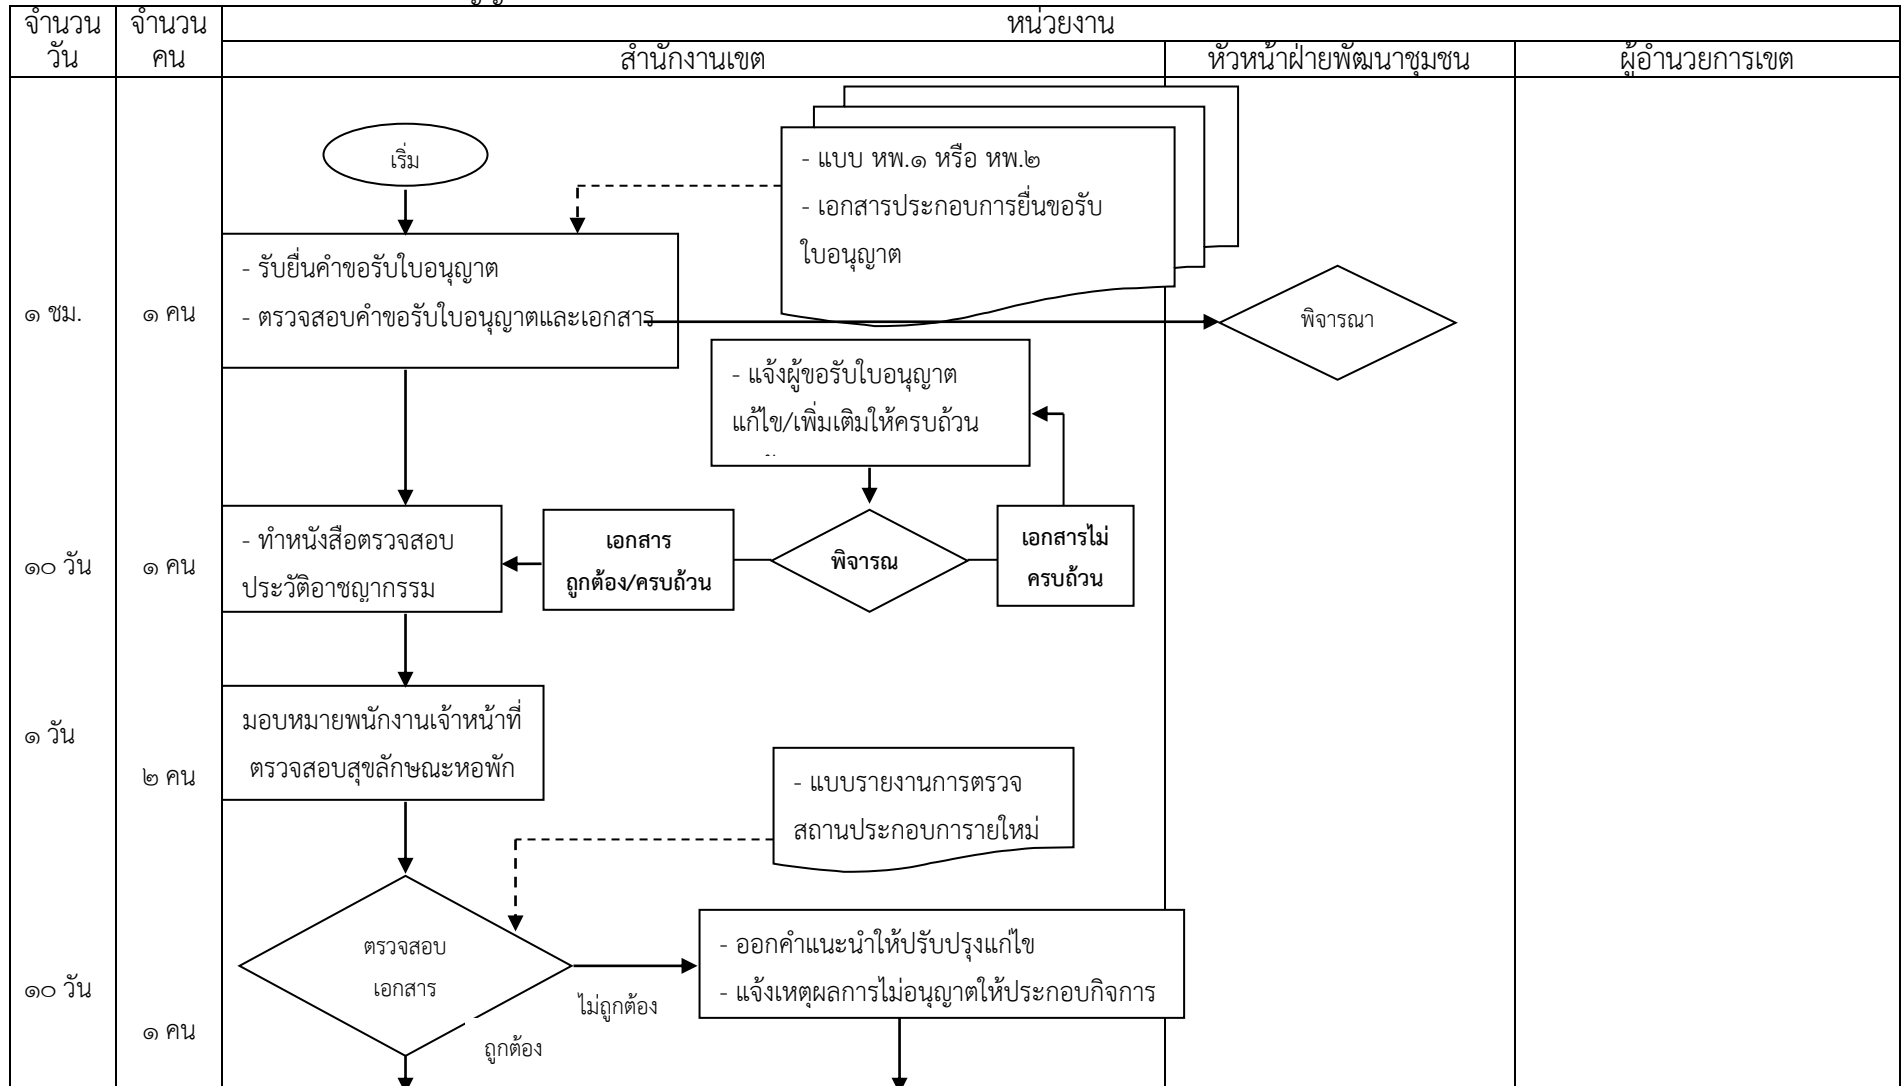 จำนวน
วัน
จำนวน
คน
หน่วยงาน
สำนักงานเขต
หัวหน้าฝ่ายพัฒนาชุมชน
ผู้อำนวยการเขต
เริ่ม
- แบบ หพ.๑ หรือ หพ.๒
- เอกสารประกอบการยื่นขอรับ
ใบอนุญาต
๑ ชม.
๑ คน
- รับยื่นคำขอรับใบอนุญาต
- ตรวจสอบคำขอรับใบอนุญาตและเอกสาร
พิจารณา
- แจ้งผู้ขอรับใบอนุญาต
แก้ไข/เพิ่มเติมให้ครบถ้วน
๑๐ วัน
๑ คน
- ทำหนังสือตรวจสอบ
ประวัติอาชญากรรม
เอกสาร
ถูกต้อง/ครบถ้วน
พิจารณ
เอกสารไม่
ครบถ้วน
๑ วัน
๒ คน
มอบหมายพนักงานเจ้าหน้าที่
ตรวจสอบสุขลักษณะหอพัก
- แบบรายงานการตรวจ
สถานประกอบการายใหม่
๑๐ วัน
๑ คน
ตรวจสอบ
เอกสาร
ไม่ถูกต้อง
ถูกต้อง
- ออกคำแนะนำให้ปรับปรุงแก้ไข
- แจ้งเหตุผลการไม่อนุญาตให้ประกอบกิจการ